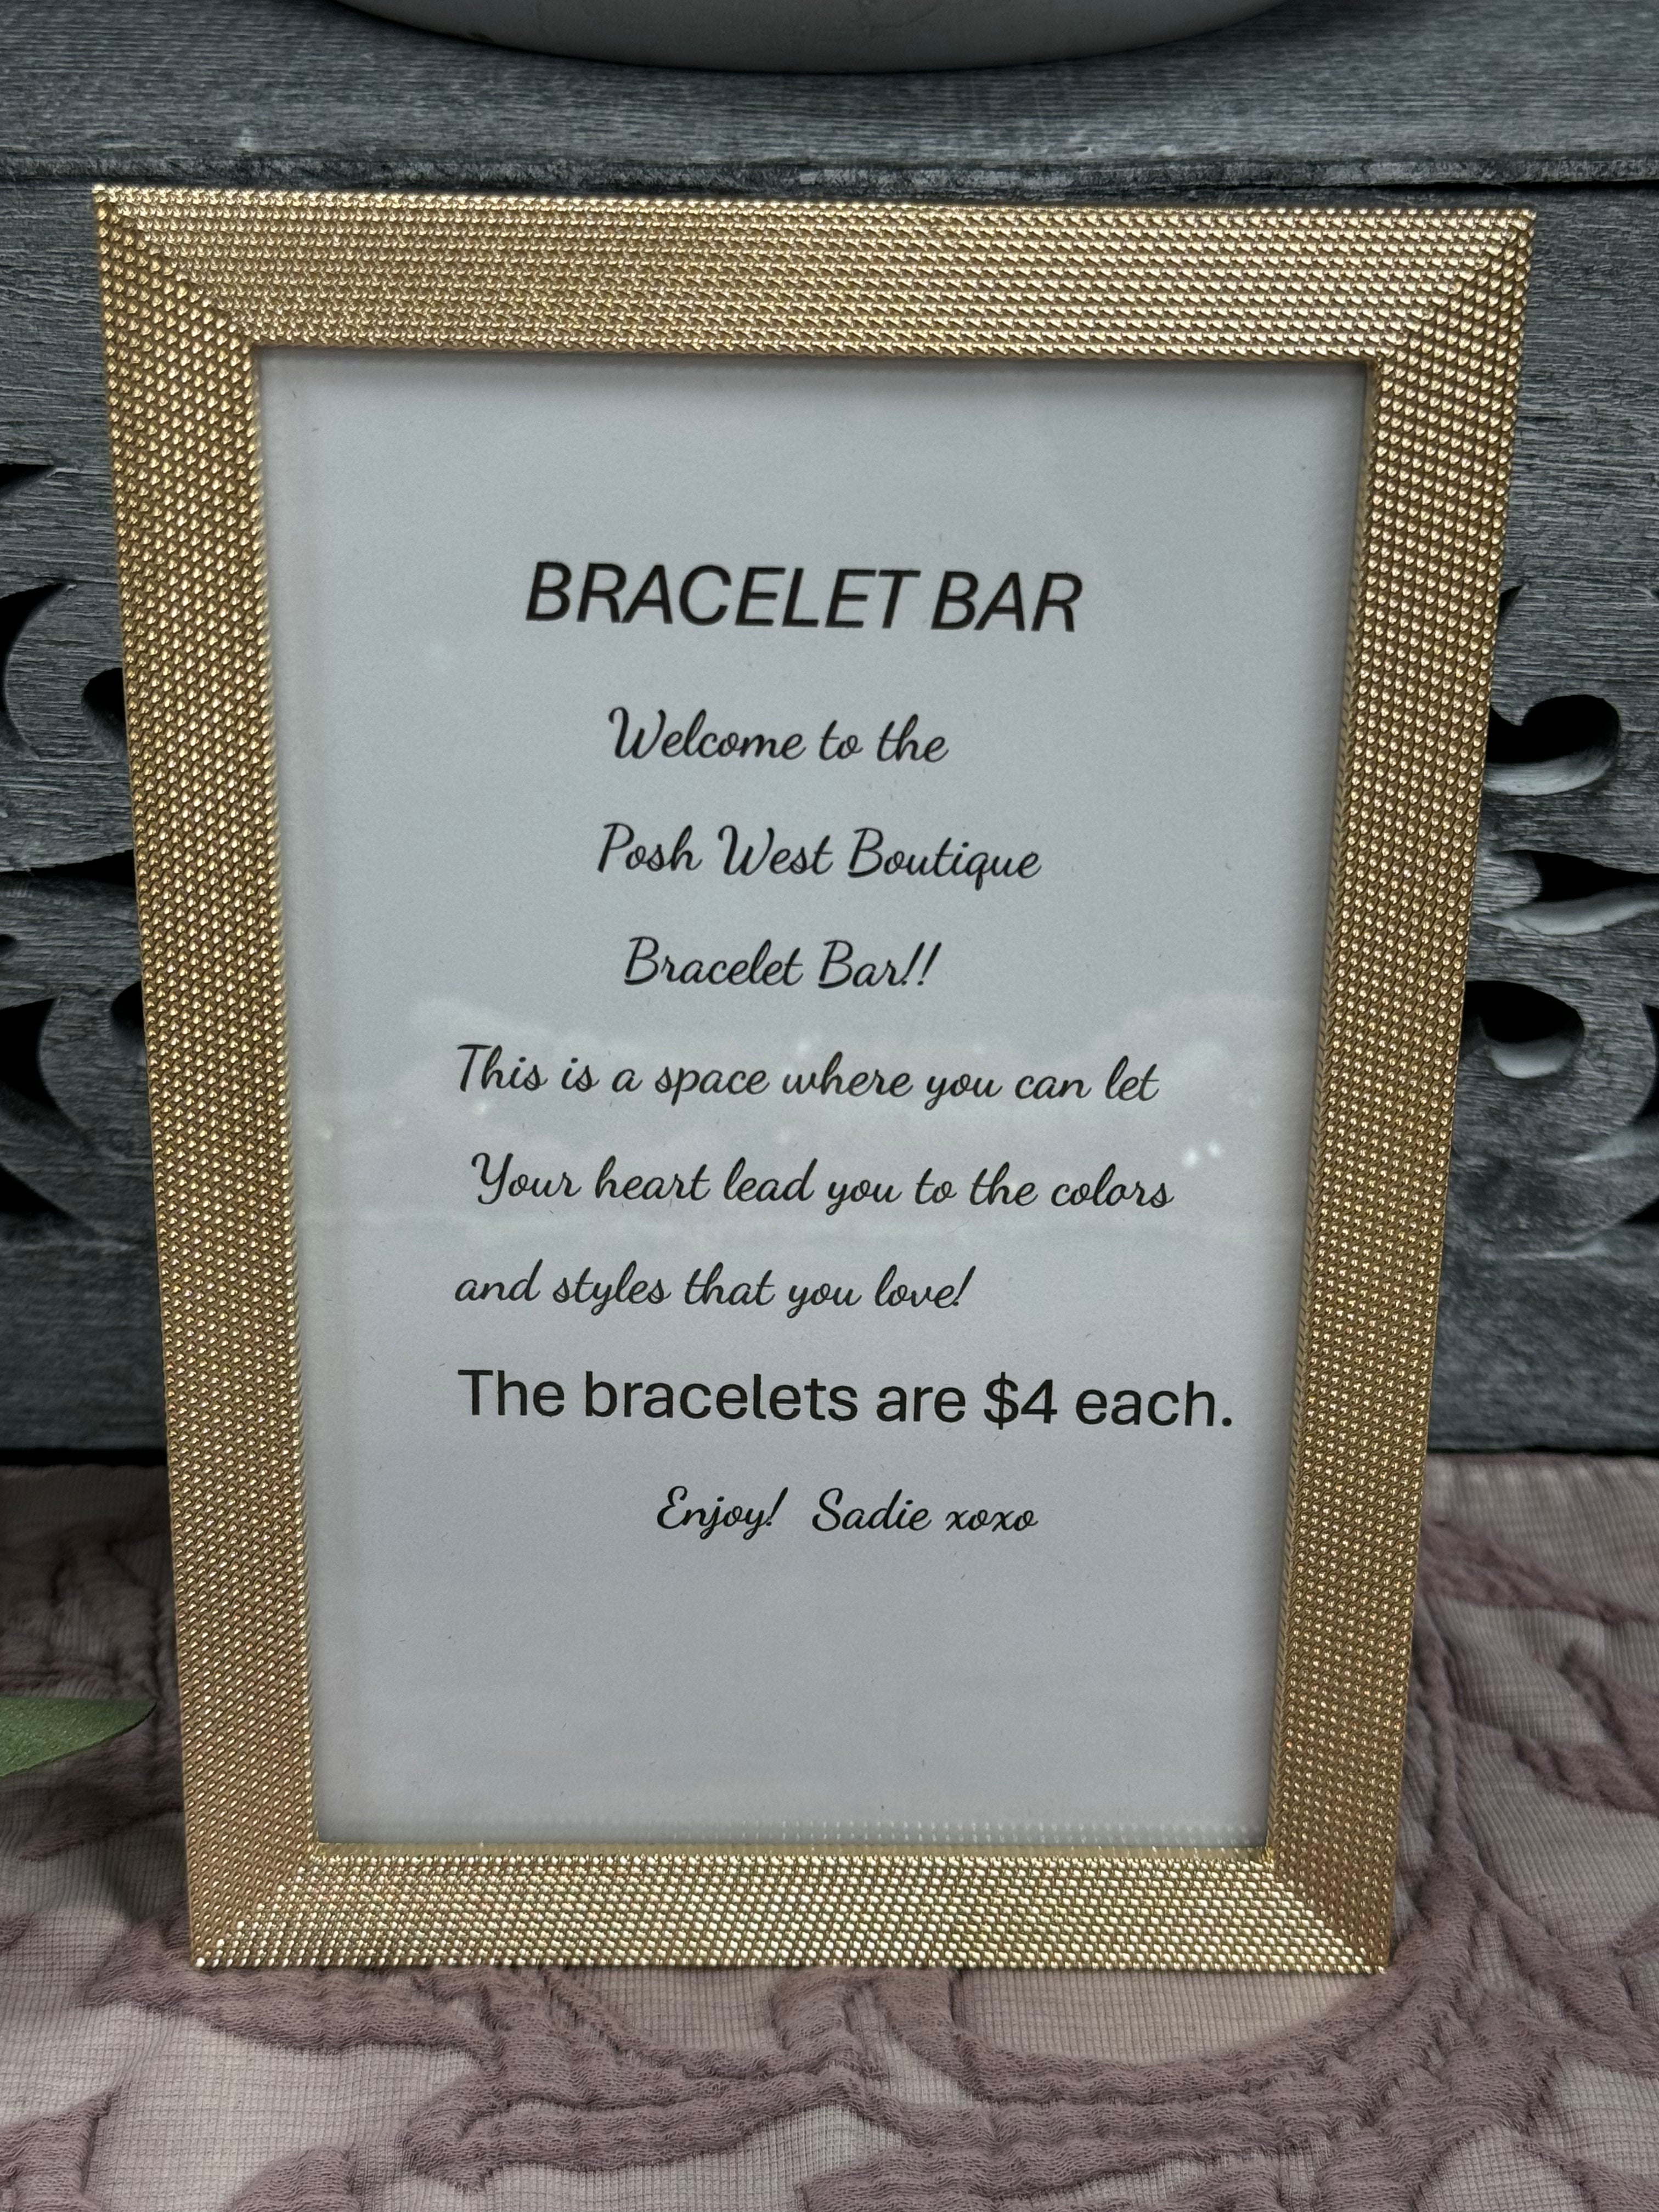 BRACELET BAR
Welcome to the
Posh West Boutique
Bracelet Bar!!
This is a space where you can let
Your heart lead you to the colors
and styles that you love!
The bracelets are $4 each.
Enjoy! Sadie xoxo